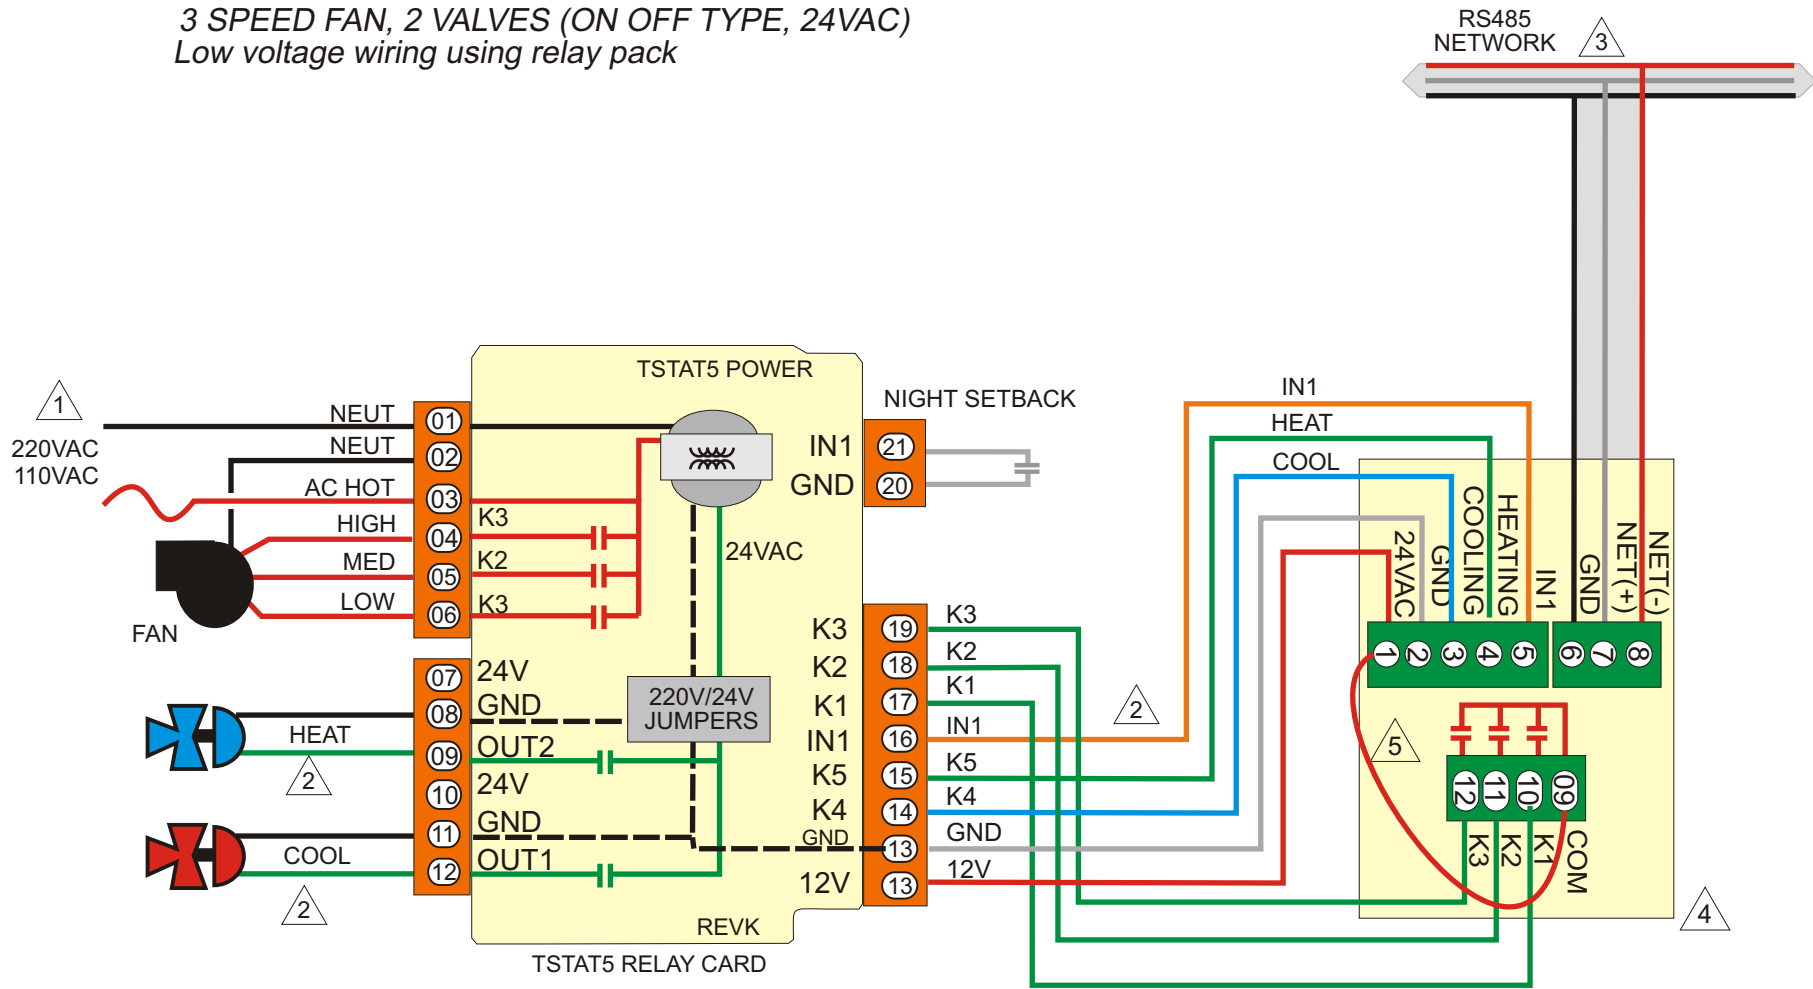 3 SPEED FAN, 2 VALVES (ON OFF TYPE, 24VAC)
Low voltage wiring using relay pack
RS485
NETWORK
3
1
220VAC
110VAC
NEUT
NEUT
AC HOT
HIGH
MED
LOW
FAN
01
02
03
04
05
06
K3
K2
K3
TSTAT5 POWER
24VAC
220V/24V
JUMPERS
HEAT
2
COOL
2
07
08
09
10
11
12
24V
GND
OUT2
24V
GND
OUT1
REVK
TSTAT5 RELAY CARD
NIGHT SETBACK
IN1
GND
21
20
K3
K2
K1
IN1
K5
K4
GND
12V
19
18
17
16
15
14
13
13
K3
K2
K1
IN1
K5
K4
GND
12V
2
IN1
HEAT
COOL
24VAC
GND
COOLING
HEATING
IN1
GND
NET(+)
NET(-)
1
2
3
4
5
6
7
8
5
12
11
10
09
K3
K2
K1
COM
4